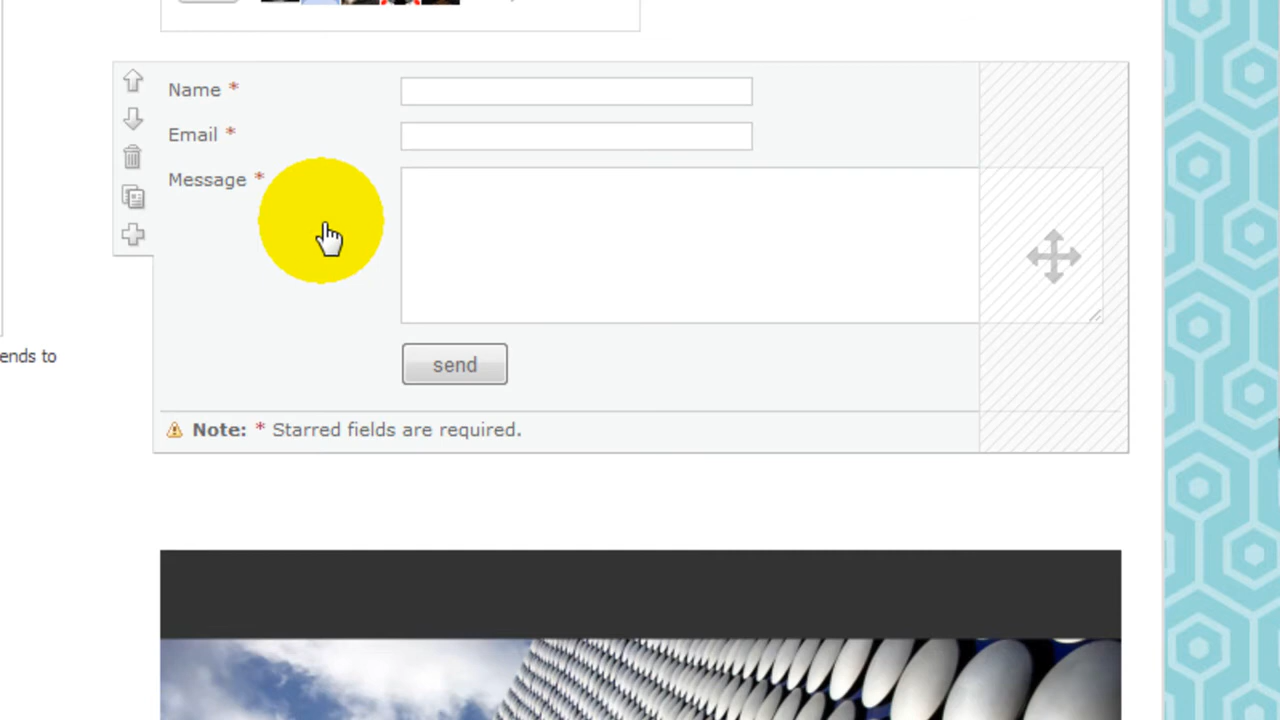 Name *
Email *
Message *
ends to
send
Note: * Starred fields are required.